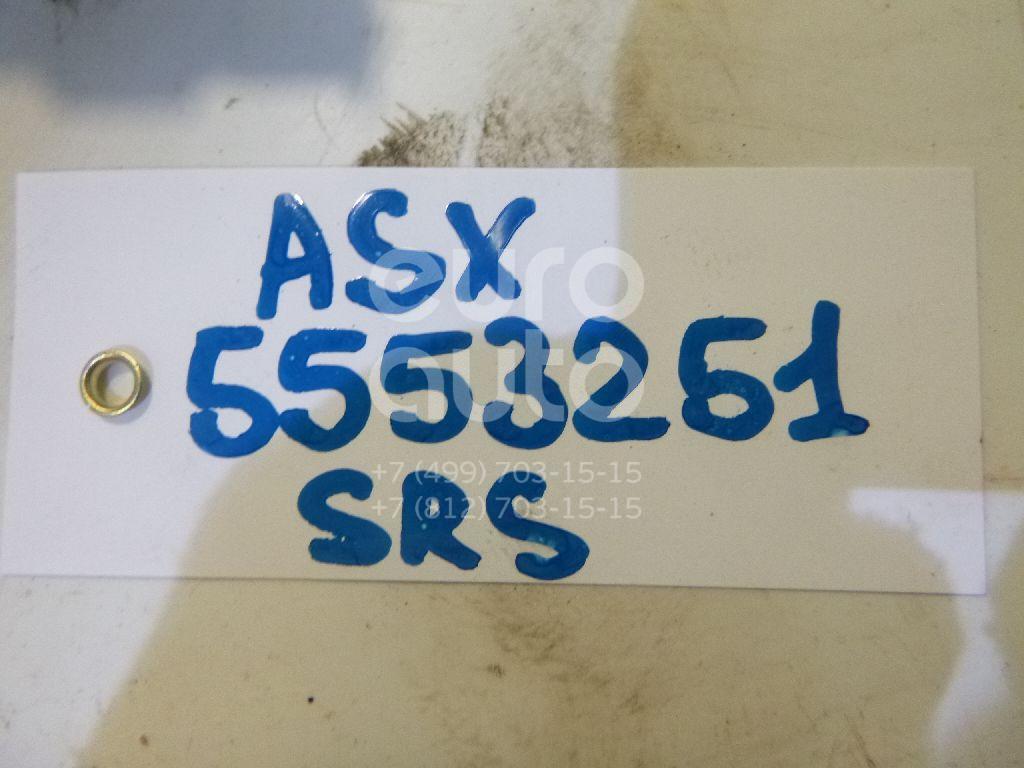 ASX
5553251
SRS
euro
auto
+7 (499) 703-15-15
+7 (812) 703-15-15